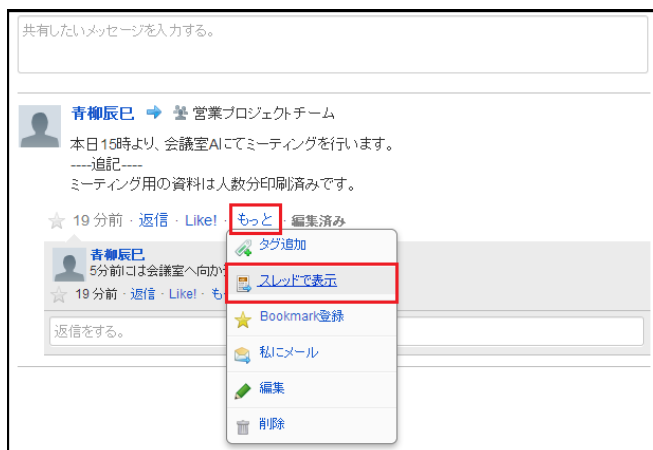 共有したいメッセージを入力する。
青柳辰巳 営業プロジェクトチーム
本日15時より、会議室Aにてミーティングを行います。
----追記----
ミーティング用の資料は人数分印刷済みです。
19 分前 · 返信 · Like! · もっと · 編集済み
青柳辰巳
5分前には会議室へ向か
19 分前 · 返信 · Like! · も
返信をする。
タグ追加
スレッドで表示
Bookmark登録
私にメール
編集
削除